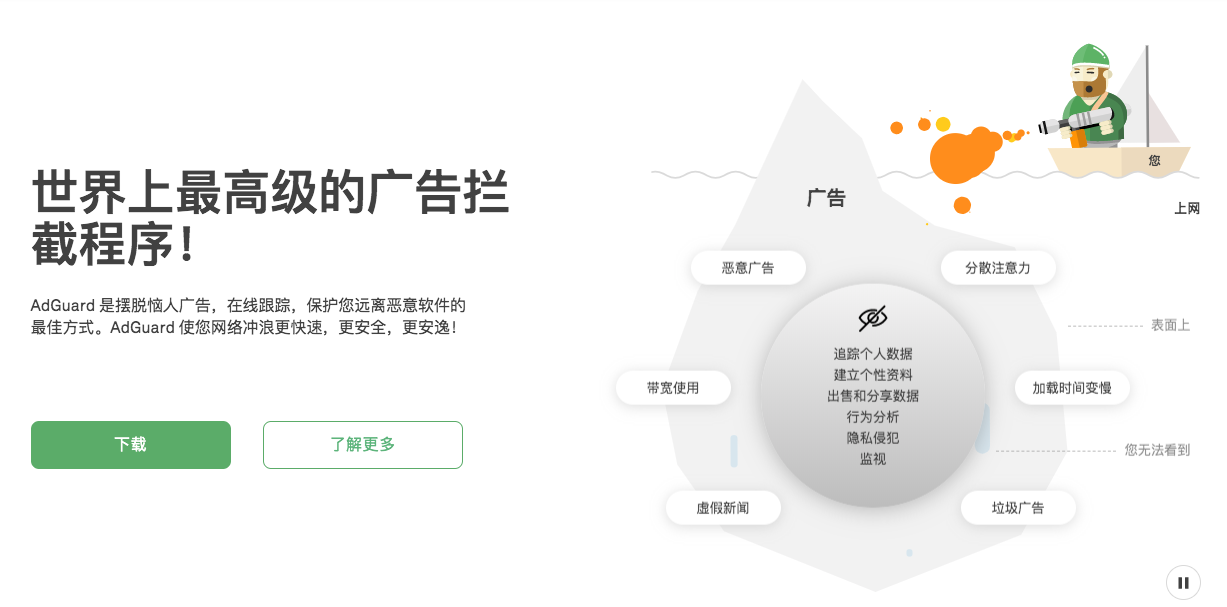 世界上最高级的广告拦
截程序！
AdGuard 是摆脱恼人广告，在线跟踪，保护您远离恶意软件的
最佳方式。AdGuard 使您网络冲浪更快速，更安全，更安逸！
下载
了解更多
您
上网
广告
恶意广告
分散注意力
表面上
追踪个人数据
建立个性资料
出售和分享数据
行为分析
隐私侵犯
监视
带宽使用
加载时间变慢
您无法看到
虚假新闻
垃圾广告